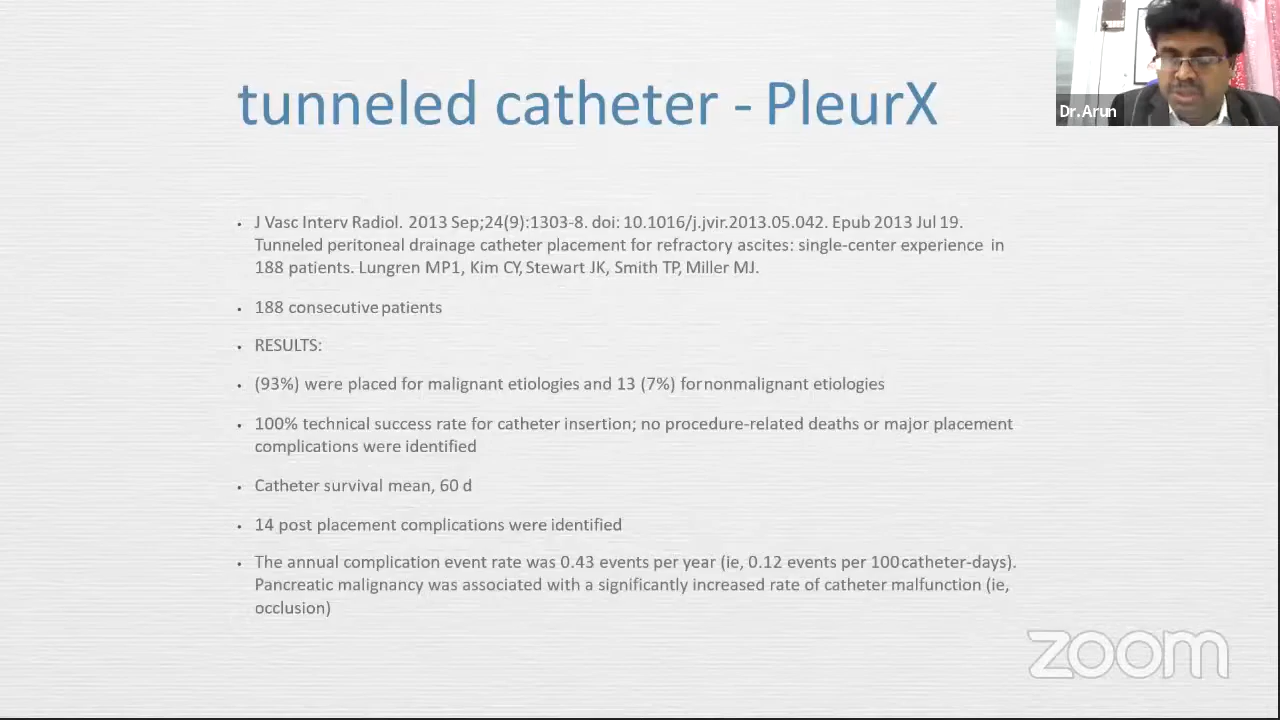 tunneled catheter - PleurX
Dr.Arun
• J Vasc Interv Radiol. 2013 Sep;24(9):1303-8. doi: 10.1016/j.jvir.2013.05.042. Epub 2013 Jul 19.
Tunneled peritoneal drainage catheter placement for refractory ascites: single-center experience in
188 patients. Lungren MP1, Kim CY, Stewart JK, Smith TP, Miller MJ.
• 188 consecutive patients
• RESULTS:
• (93%) were placed for malignant etiologies and 13 (7%) for nonmalignant etiologies
• 100% technical success rate for catheter insertion; no procedure-related deaths or major placement
complications were identified
• Catheter survival mean, 60 d
• 14 post placement complications were identified
• The annual complication event rate was 0.43 events per year (ie, 0.12 events per 100 catheter-days).
Pancreatic malignancy was associated with a significantly increased rate of catheter malfunction (ie,
occlusion)
zoom